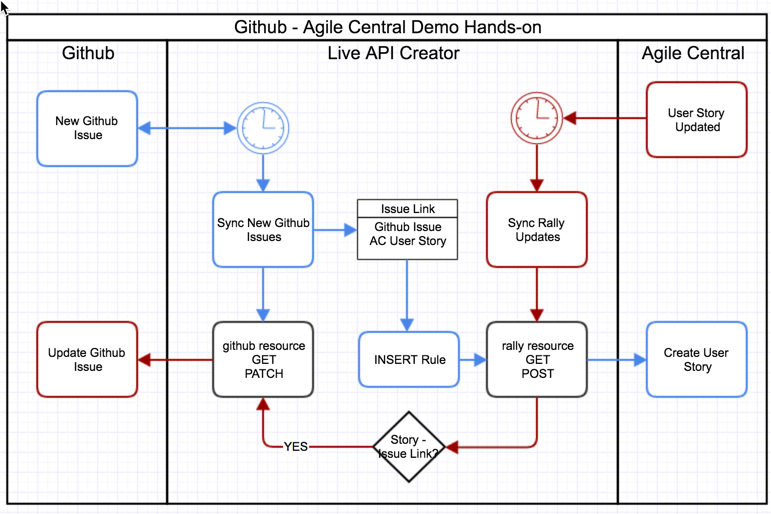 Github - Agile Central Demo Hands-on
Github
Live API Creator
Agile Central
New Github
Issue
User Story
Updated
Sync New Github
Issues
Issue Link
Github Issue
AC User Story
Sync Rally
Updates
Update Github
Issue
github resource
GET
PATCH
INSERT Rule
rally resource
GET
POST
Create User
Story
YES
Story -
Issue Link?